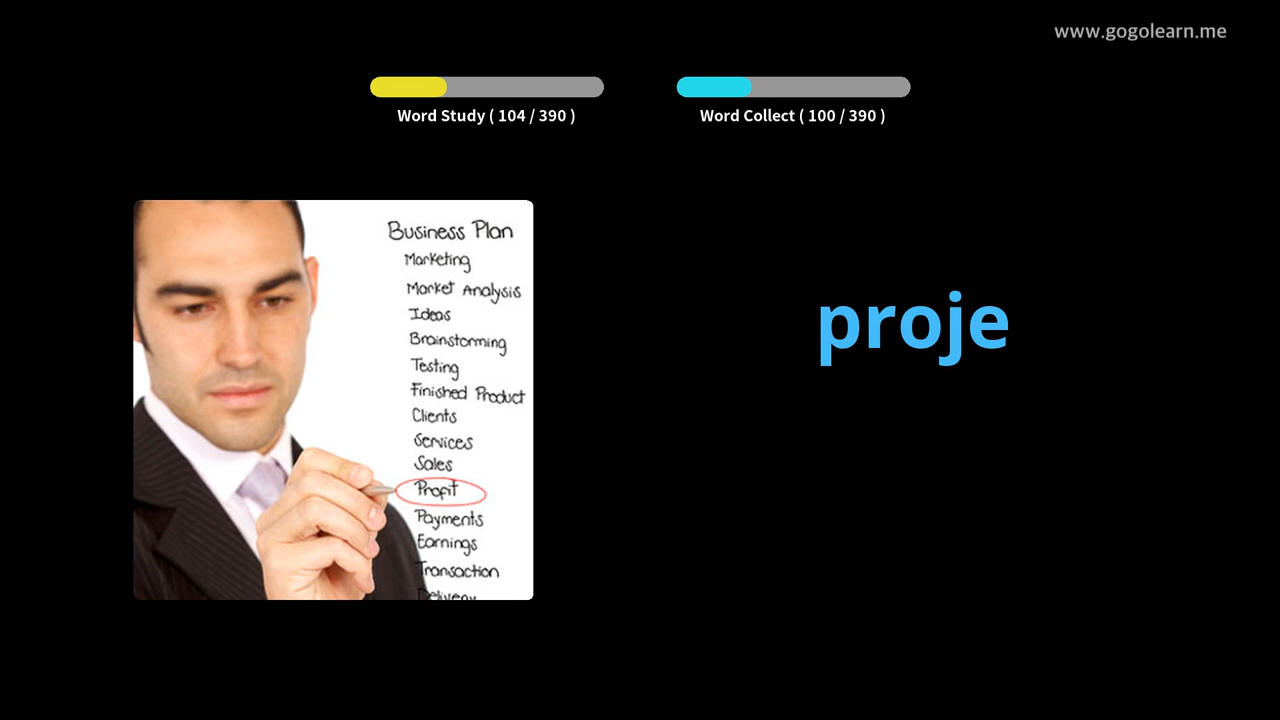 www.gogolearn.me
Word Study ( 104 / 390 )
Word Collect ( 100 / 390 )
Business Plan
Marketing
Market Analysis
Ideas
Brainstorming
Testing
Finished Product
Clients
Services
Sales
Profit
Payments
Earnings
Transaction
Delivery
proje